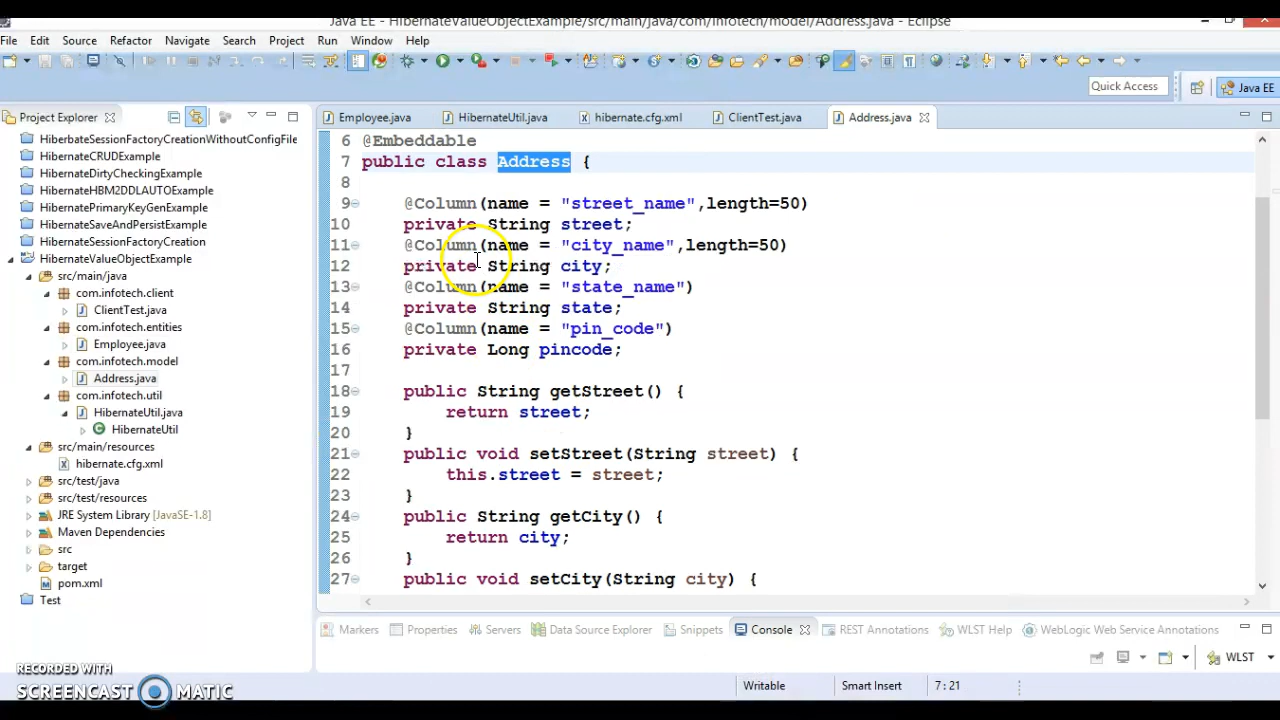 Java EE - HibernateValueObjectExample/src/main/java/com/infotech/model/Address.java - Eclipse
File Edit Source Refactor Navigate Search Project Run Window Help
Quick Access
Java EE
Project Explorer
HiberbateSessionFactoryCreationWithoutConfigFile
HibernateCRUDExample
HibernateDirtyCheckingExample
HibernateHBM2DDLAUTOExample
HibernatePrimaryKeyGenExample
HibernateSaveAndPersistExample
HibernateSessionFactoryCreation
HibernateValueObjectExample
src/main/java
com.infotech.client
ClientTest.java
com.infotech.entities
Employee.java
com.infotech.model
Address.java
com.infotech.util
HibernateUtil.java
HibernateUtil
src/main/resources
hibernate.cfg.xml
src/test/java
src/test/resources
JRE System Library [JavaSE-1.8]
Maven Dependencies
src
target
pom.xml
Test
Employee.java HibernateUtil.java hibernate.cfg.xml ClientTest.java Address.java
6 @Embeddable
7 public class Address {
8
9 @Column(name = "street_name",length=50)
10 private String street;
11 @Column(name = "city_name",length=50)
12 private String city;
13 @Column(name = "state_name")
14 private String state;
15 @Column(name = "pin_code")
16 private Long pincode;
17
18 public String getStreet() {
19 return street;
20 }
21 public void setStreet(String street) {
22 this.street = street;
23 }
24 public String getCity() {
25 return city;
26 }
27 public void setCity(String city) {
Markers Properties Servers Data Source Explorer Snippets Console REST Annotations WLST Help WebLogic Web Service Annotations
WLST
Writable Smart Insert 7 : 21
RECORDED WITH
SCREENCAST MATIC